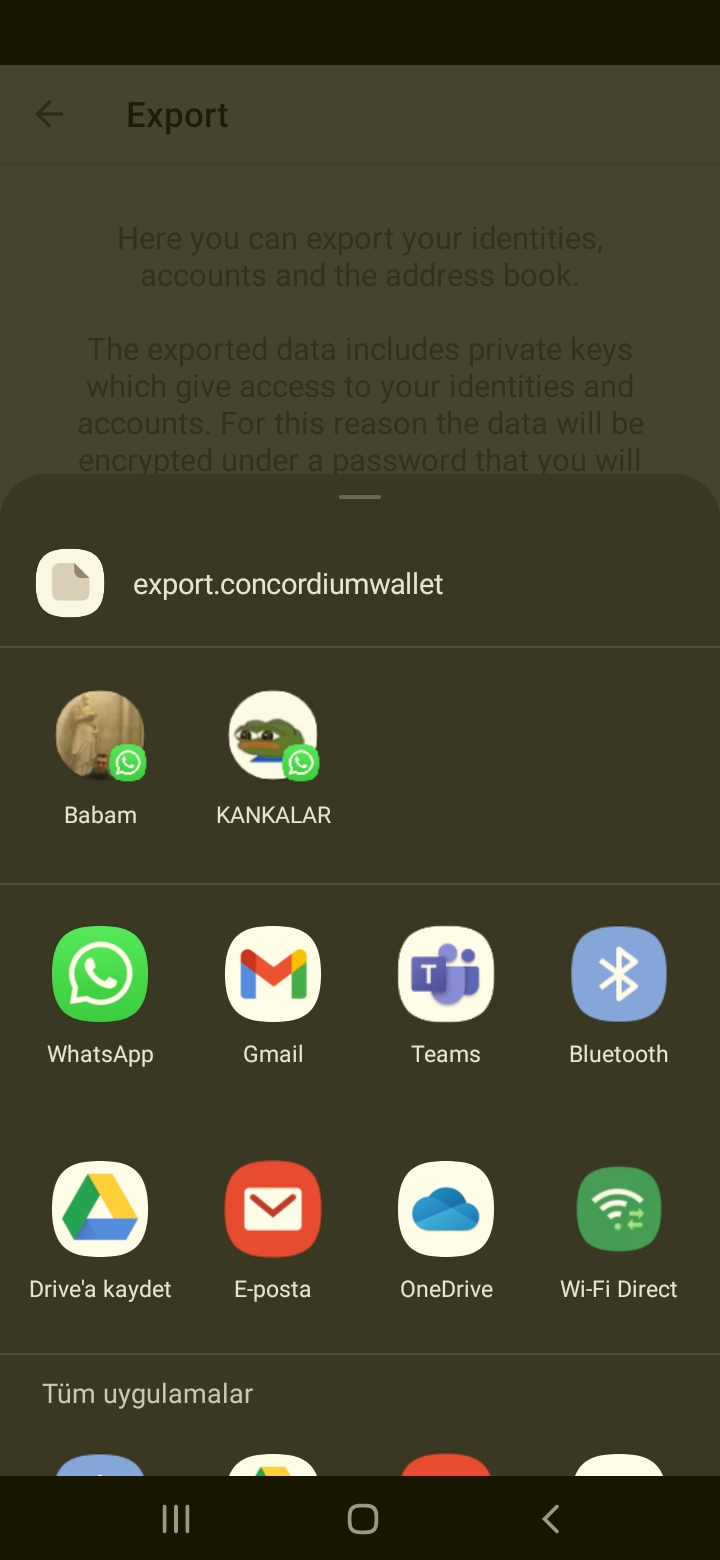 Export
Here you can export your identities,
accounts and the address book.
The exported data includes private keys
which give access to your identities and
accounts. For this reason the data will be
encrypted under a password that you will
export.concordiumwallet
Babam
KANKALAR
WhatsApp
Gmail
Teams
Bluetooth
Drive'a kaydet
E-posta
OneDrive
Wi-Fi Direct
Tüm uygulamalar